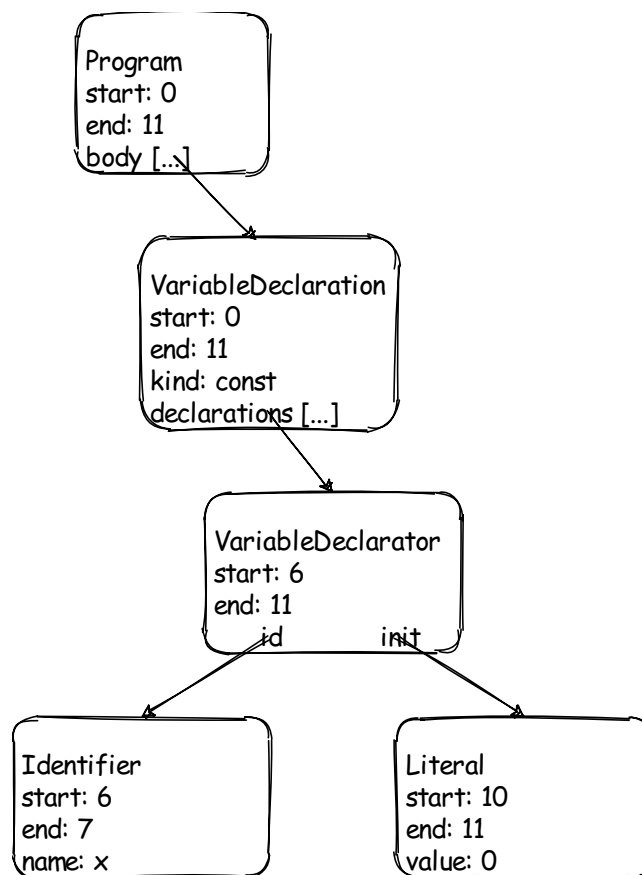 Program
start: 0
end: 11
body [...]
VariableDeclaration
start: 0
end: 11
kind: const
declarations [...]
VariableDeclarator
start: 6
end: 11
id init
Identifier
start: 6
end: 7
name: x
Literal
start: 10
end: 11
value: 0